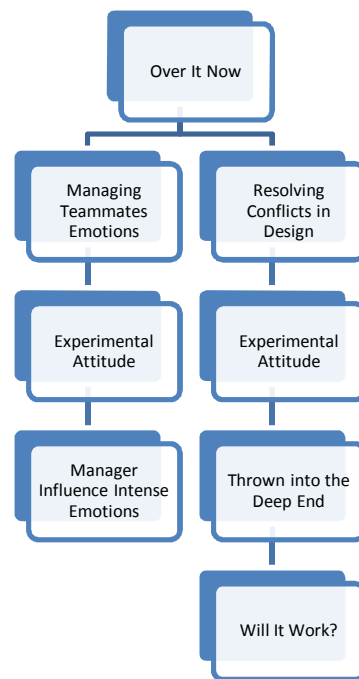 Over It Now
Managing
Teammates
Emotions
Resolving
Conflicts in
Design
Experimental
Attitude
Experimental
Attitude
Manager
Influence Intense
Emotions
Thrown into the
Deep End
Will It Work?